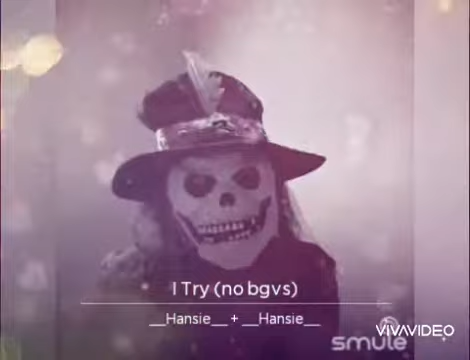 I Try (no bgvs)
__Hansie__ + __Hansie__
VIVAVIDEO
smule